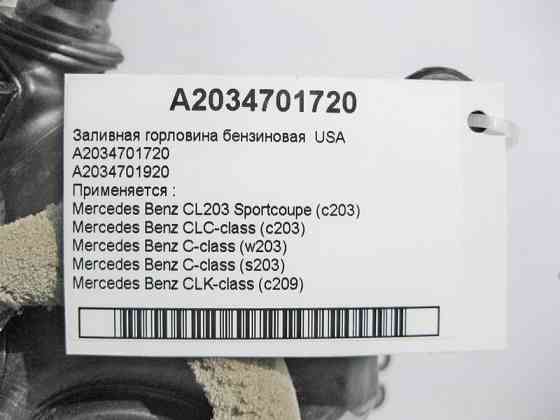 A2034701720
Заливная горловина бензиновая USA
A2034701720
A2034701920
Применяется :
Mercedes Benz CL203 Sportcoupe (c203)
Mercedes Benz CLC-class (c203)
Mercedes Benz C-class (w203)
Mercedes Benz C-class (s203)
Mercedes Benz CLK-class (c209)